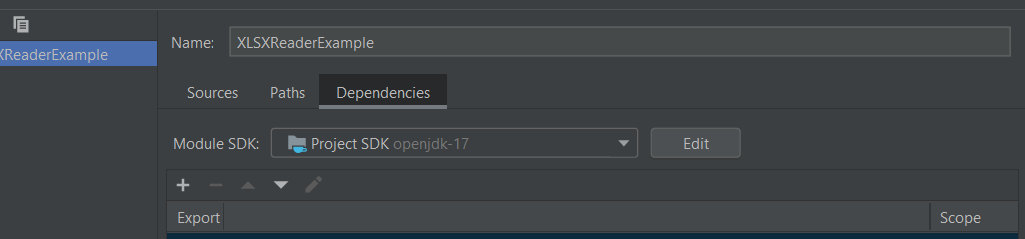 XReaderExample
Name: XLSXReaderExample
Sources Paths Dependencies
Module SDK: Project SDK openjdk-17 Edit
Export Scope